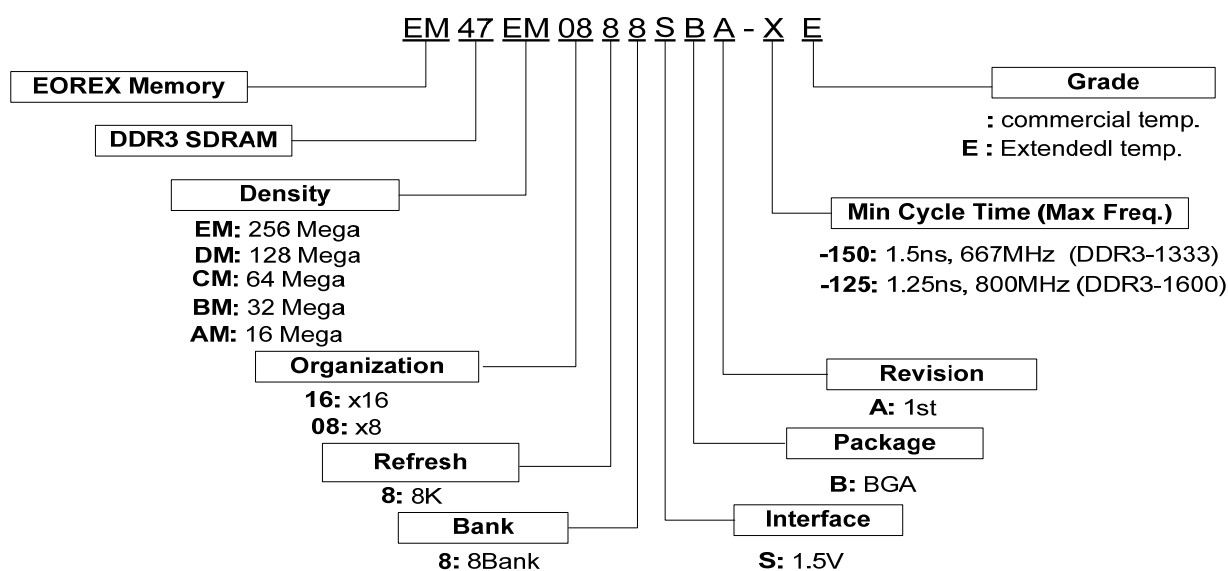 EM 47 EM 08 8 8 S B A - X E
EOREX Memory
DDR3 SDRAM
Density
EM: 256 Mega
DM: 128 Mega
CM: 64 Mega
BM: 32 Mega
AM: 16 Mega
Organization
16: x16
08: x8
Refresh
8: 8K
Bank
8: 8Bank
Grade
: commercial temp.
E : Extendedl temp.
Min Cycle Time (Max Freq.)
-150: 1.5ns, 667MHz (DDR3-1333)
-125: 1.25ns, 800MHz (DDR3-1600)
Revision
A: 1st
Package
B: BGA
Interface
S: 1.5V